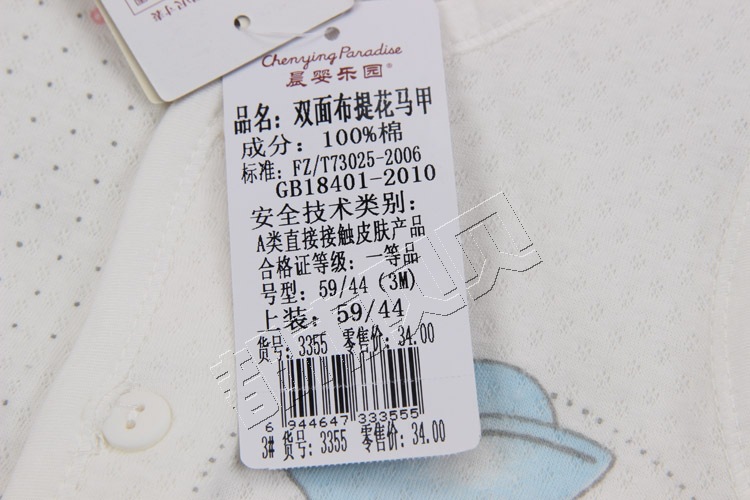 尺寸表
Chenying Paradise
晨婴乐园®
品名：双面布提花马甲
成分：100%棉
标准：FZ/T73025-2006
GB18401-2010
安全技术类别：
A类直接接触皮肤产品
合格证等级：一等品
号型：59/44（3M）
上装：59/44
货号：3355 零售价：34.00
6 944647 333555
3# 货号：3355 零售价：34.00